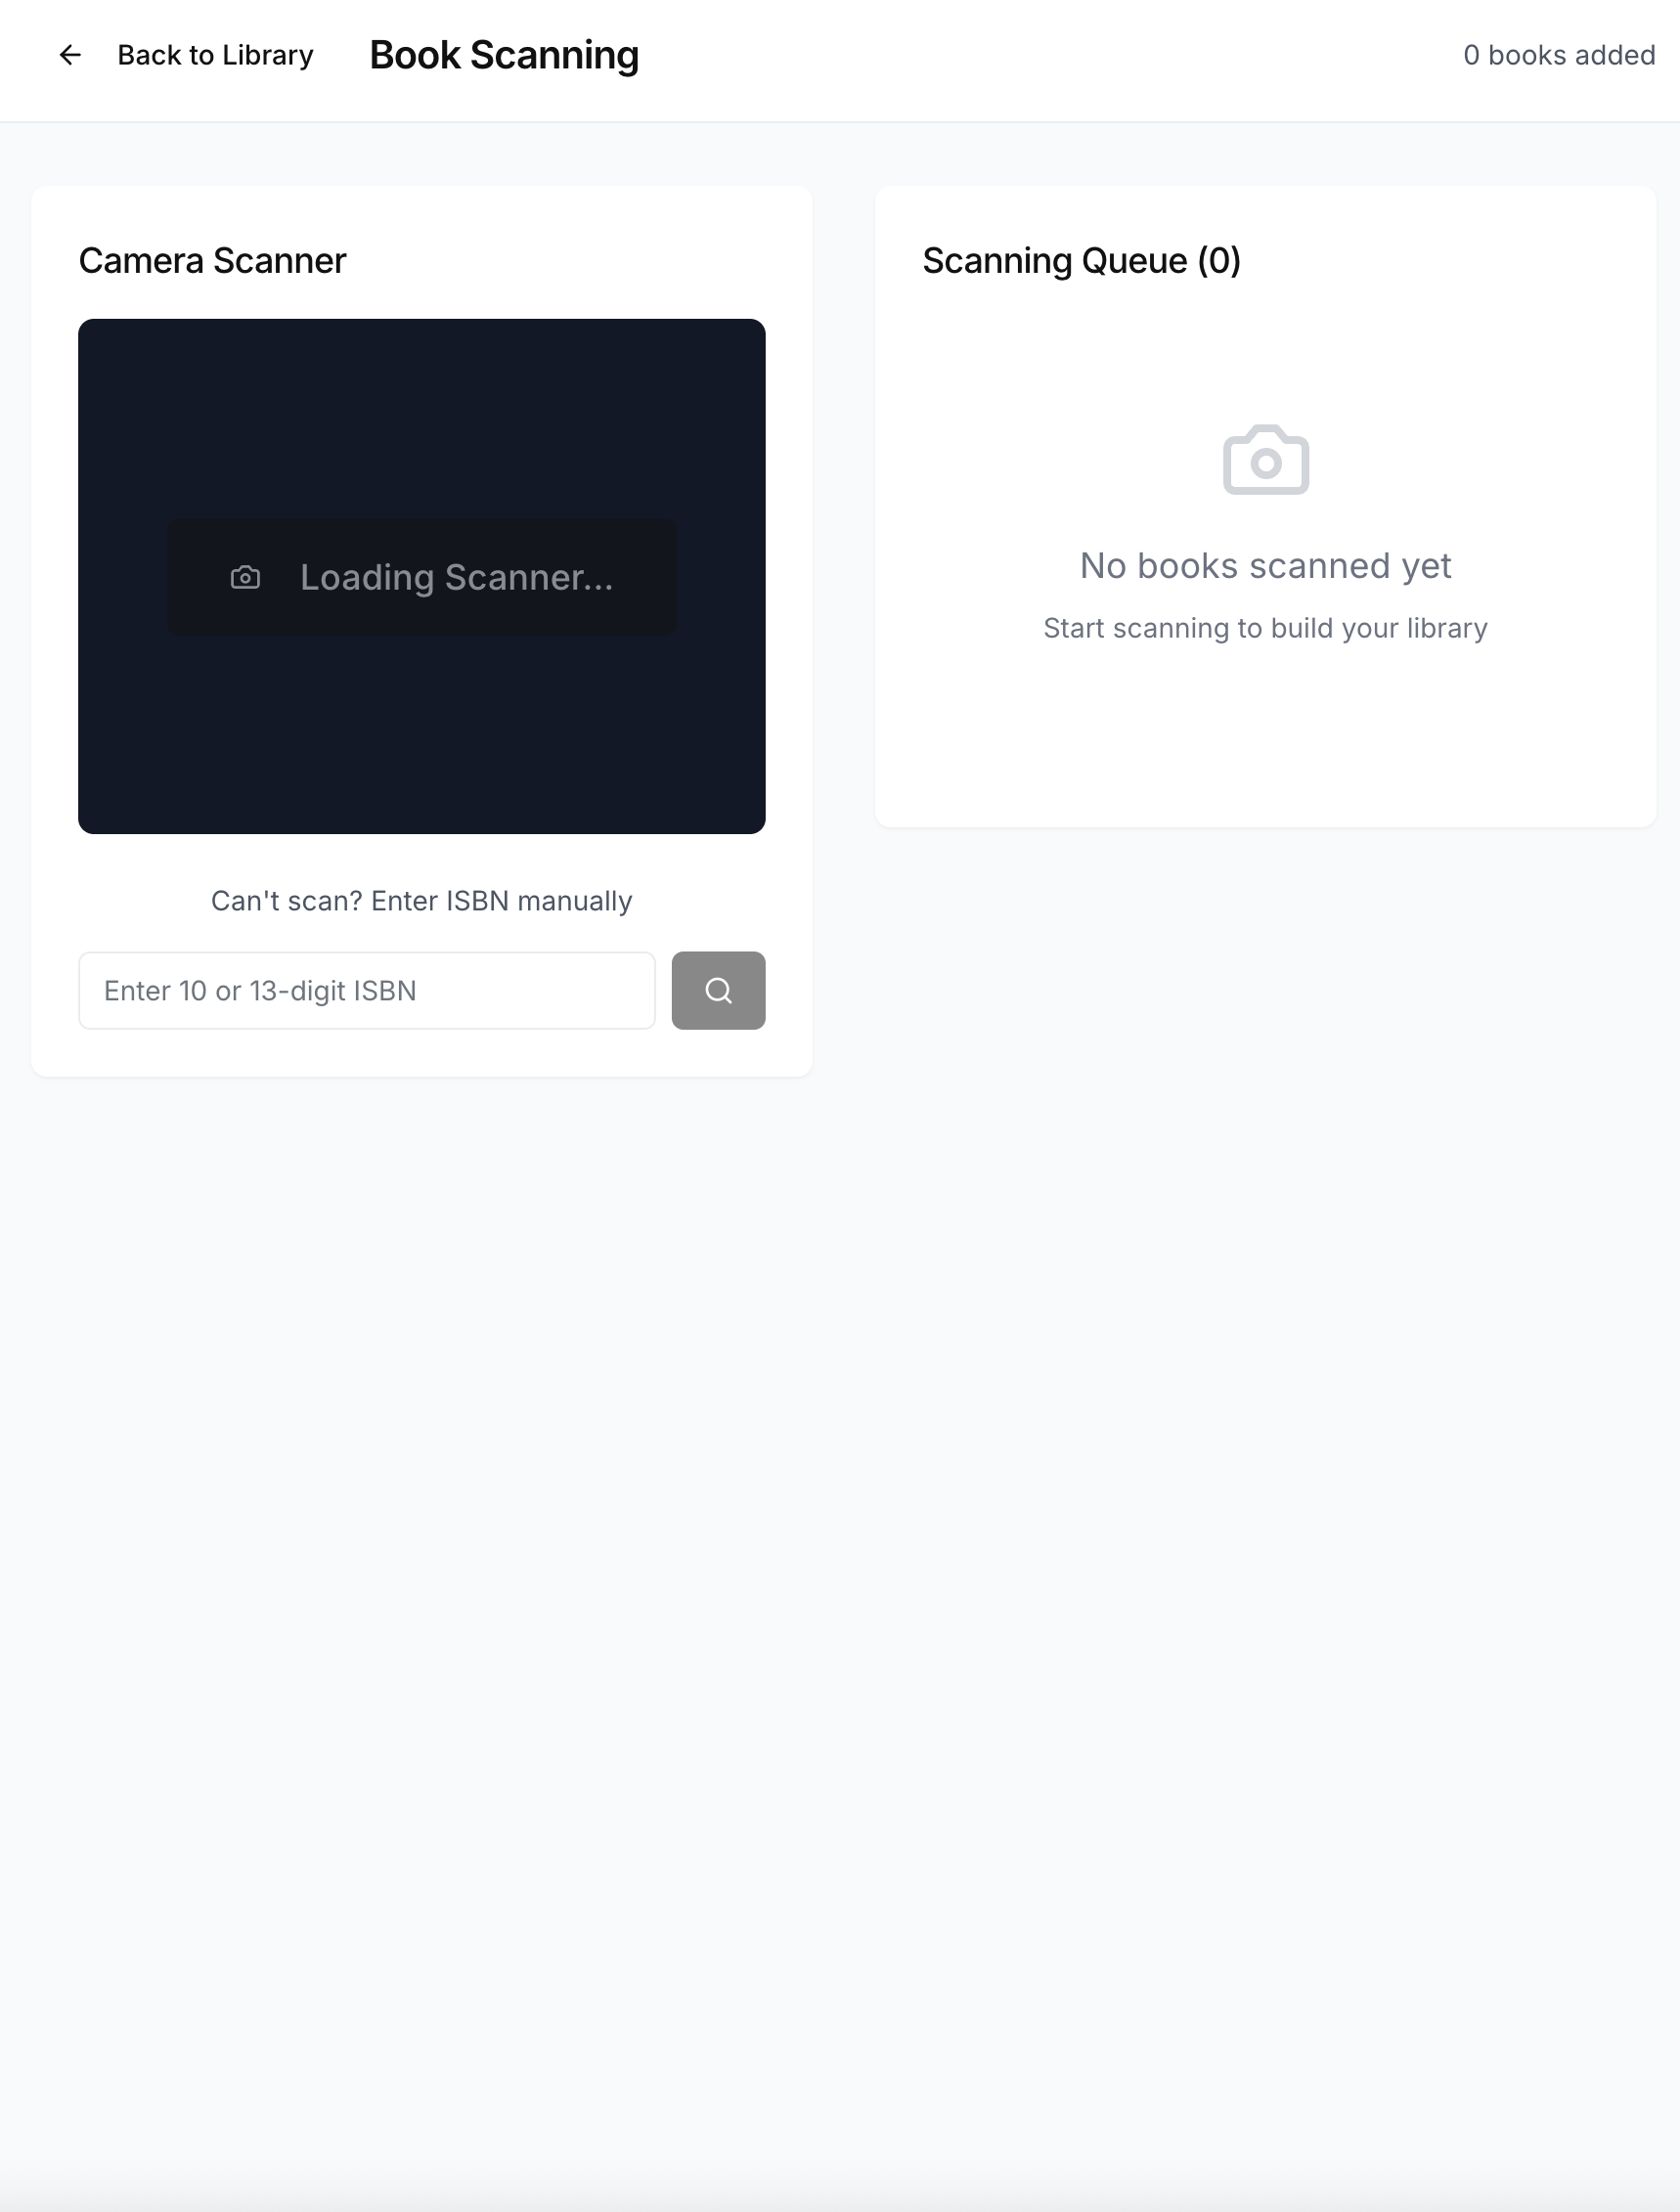 Back to Library
Book Scanning
0 books added
Camera Scanner
Loading Scanner...
Can't scan? Enter ISBN manually
Enter 10 or 13-digit ISBN
Scanning Queue (0)
No books scanned yet
Start scanning to build your library